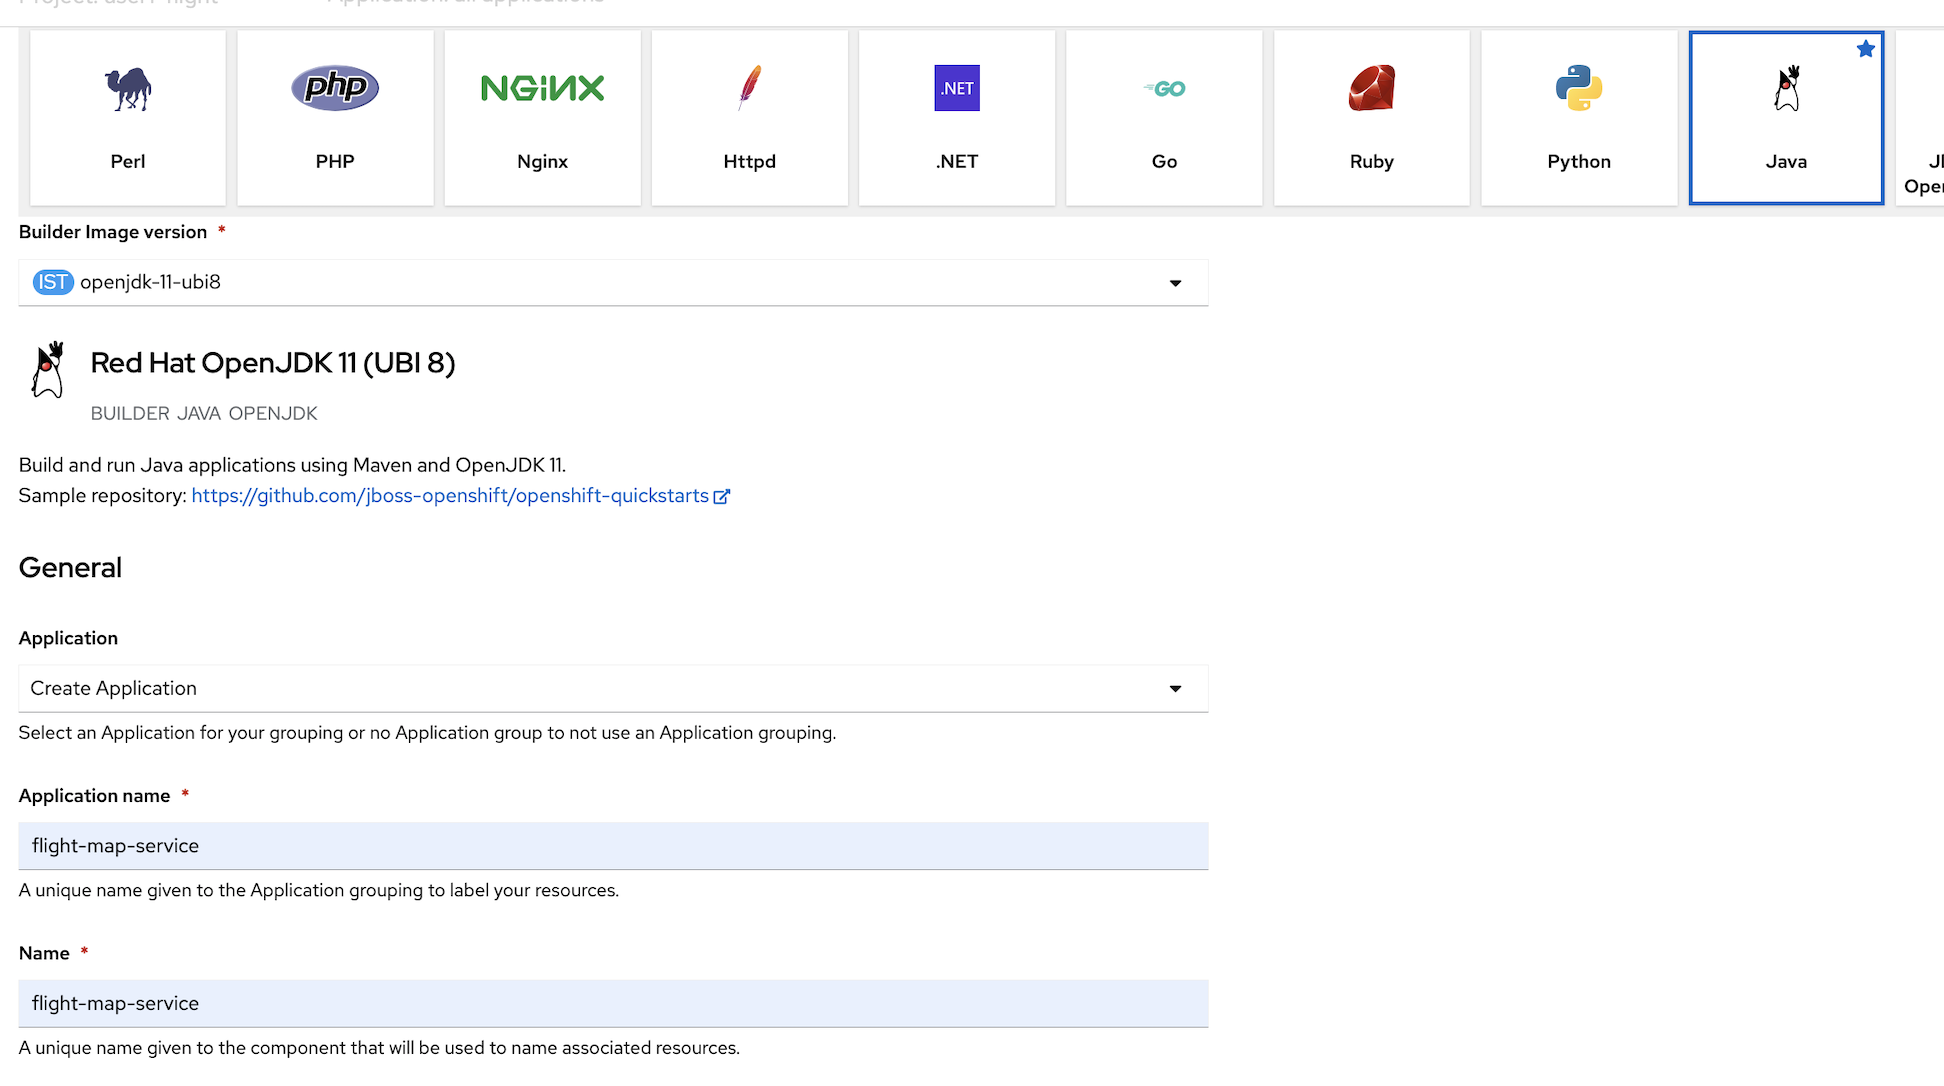 php
NGINX
.NET
GO
Perl
PHP
Nginx
Httpd
.NET
Go
Ruby
Python
Java
Builder Image version *
IST openjdk-11-ubi8
Red Hat OpenJDK 11 (UBI 8)
BUILDER JAVA OPENJDK
Build and run Java applications using Maven and OpenJDK 11.
Sample repository: https://github.com/jboss-openshift/openshift-quickstarts
General
Application
Create Application
Select an Application for your grouping or no Application group to not use an Application grouping.
Application name *
flight-map-service
A unique name given to the Application grouping to label your resources.
Name *
flight-map-service
A unique name given to the component that will be used to name associated resources.